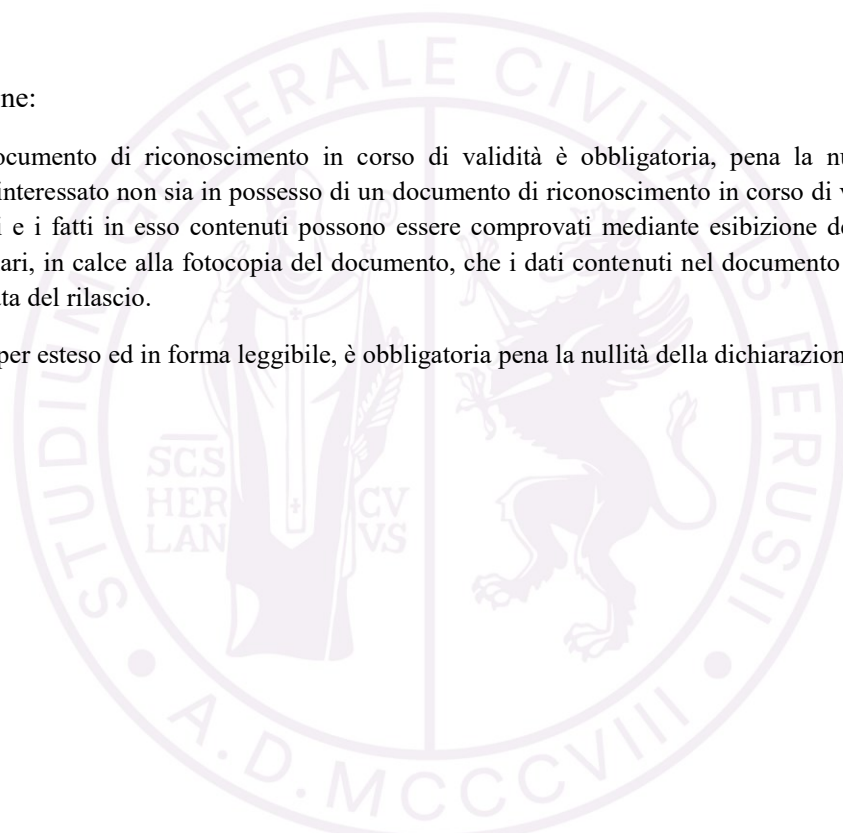 ne:
ocumento di riconoscimento in corso di validità è obbligatoria, pena la nu
interessato non sia in possesso di un documento di riconoscimento in corso di v
i e i fatti in esso contenuti possono essere comprovati mediante esibizione de
ari, in calce alla fotocopia del documento, che i dati contenuti nel documento
ta del rilascio.
per esteso ed in forma leggibile, è obbligatoria pena la nullità della dichiarazion
STUDIUM GENERALE CIVITATIS PERUSII
SCS
HER CV
LAN VS
A.D. MCCCVIII